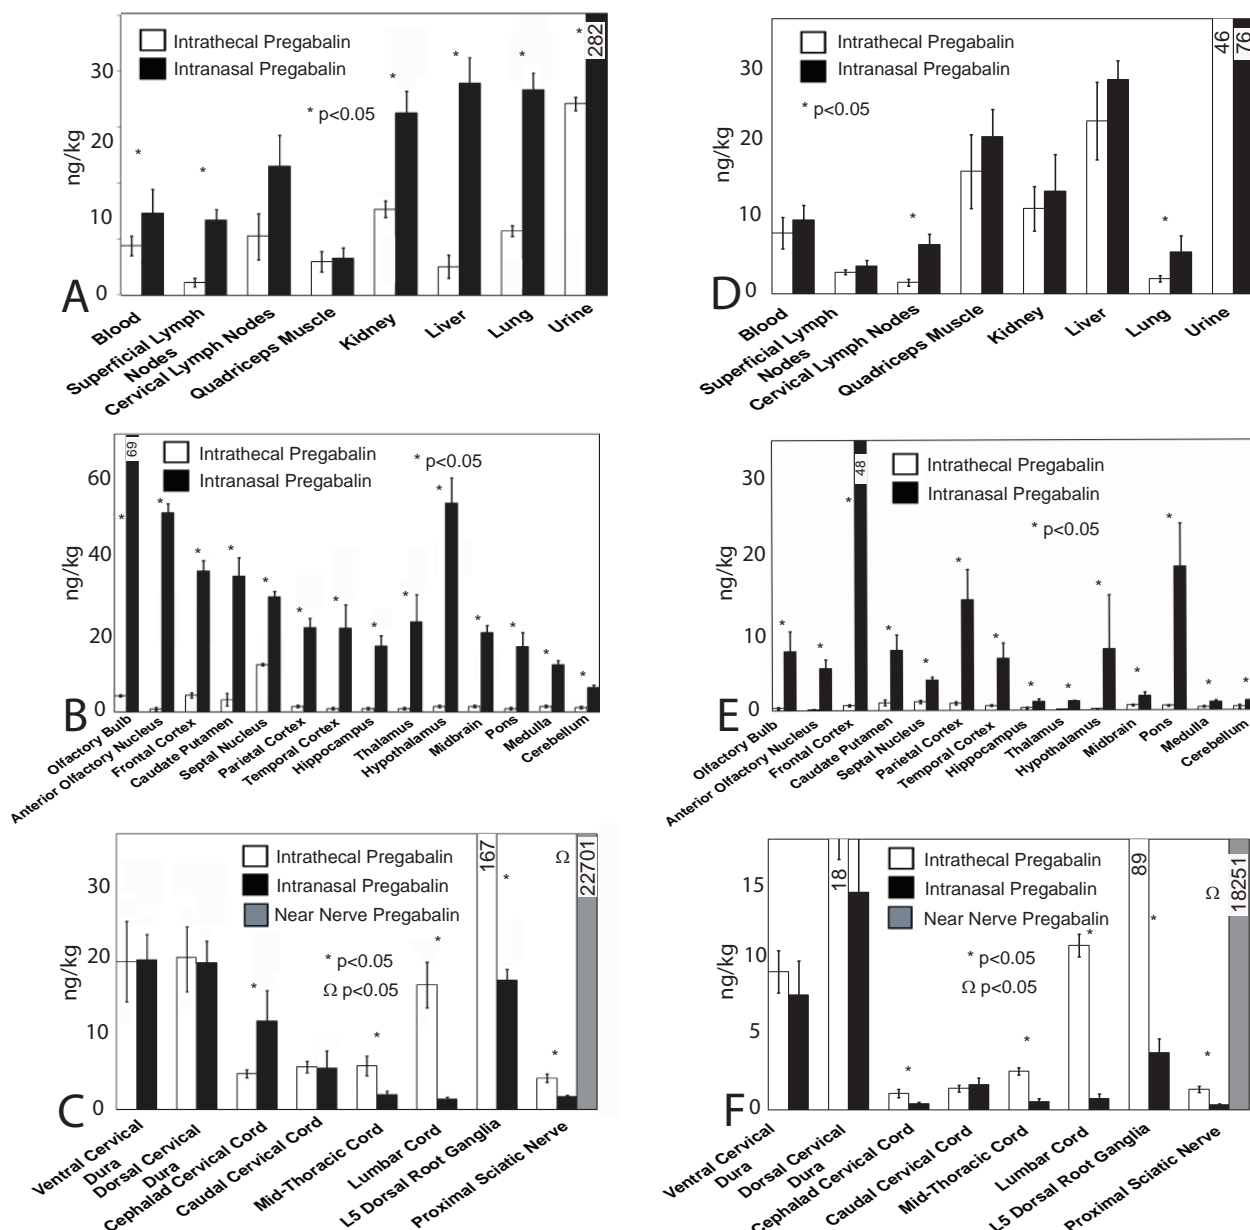 Intrathecal Pregabalin
Intranasal Pregabalin
* p<0.05
282
ng/kg
30
20
10
0
A
Blood
Superficial Lymph
Nodes
Cervical Lymph Nodes
Quadriceps Muscle
Kidney
Liver
Lung
Urine
Intrathecal Pregabalin
Intranasal Pregabalin
* p<0.05
46
76
ng/kg
30
20
10
0
D
Blood
Superficial Lymph
Nodes
Cervical Lymph Nodes
Quadriceps Muscle
Kidney
Liver
Lung
Urine
69
Intrathecal Pregabalin
Intranasal Pregabalin
* p<0.05
ng/kg
60
40
20
0
B
Olfactory Bulb
Anterior Olfactory Nucleus
Frontal Cortex
Caudate Putamen
Septal Nucleus
Parietal Cortex
Temporal Cortex
Hippocampus
Thalamus
Hypothalamus
Midbrain
Pons
Medulla
Cerebellum
48
Intrathecal Pregabalin
Intranasal Pregabalin
* p<0.05
ng/kg
30
20
10
0
E
Olfactory Bulb
Anterior Olfactory Nucleus
Frontal Cortex
Caudate Putamen
Septal Nucleus
Parietal Cortex
Temporal Cortex
Hippocampus
Thalamus
Hypothalamus
Midbrain
Pons
Medulla
Cerebellum
Intrathecal Pregabalin
Intranasal Pregabalin
Near Nerve Pregabalin
* p<0.05
Ω p<0.05
167
Ω
22701
ng/kg
30
20
10
0
C
Ventral Cervical
Dura
Dorsal Cervical
Dura
Cephalad Cervical Cord
Caudal Cervical Cord
Mid-Thoracic Cord
Lumbar Cord
L5 Dorsal Root Ganglia
Proximal Sciatic Nerve
18
Intrathecal Pregabalin
Intranasal Pregabalin
Near Nerve Pregabalin
* p<0.05
Ω p<0.05
89
Ω
18251
ng/kg
15
10
5
0
F
Ventral Cervical
Dura
Dorsal Cervical
Dura
Cephalad Cervical Cord
Caudal Cervical Cord
Mid-Thoracic Cord
Lumbar Cord
L5 Dorsal Root Ganglia
Proximal Sciatic Nerve